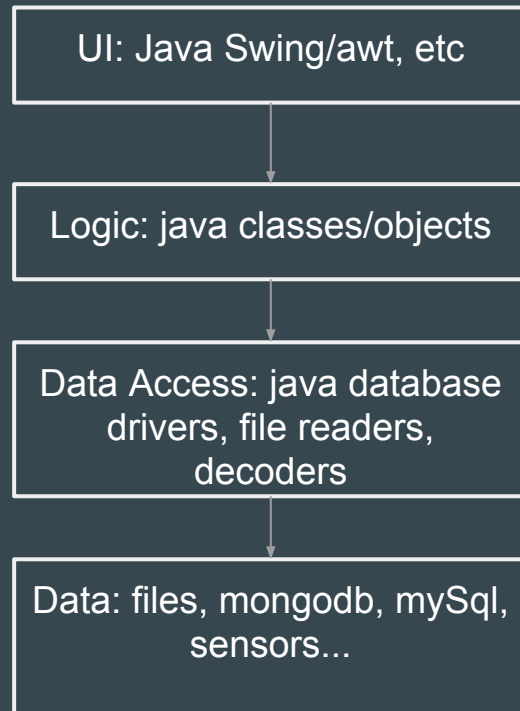 UI: Java Swing/awt, etc
Logic: java classes/objects
Data Access: java database
drivers, file readers,
decoders
Data: files, mongodb, mySql,
sensors...